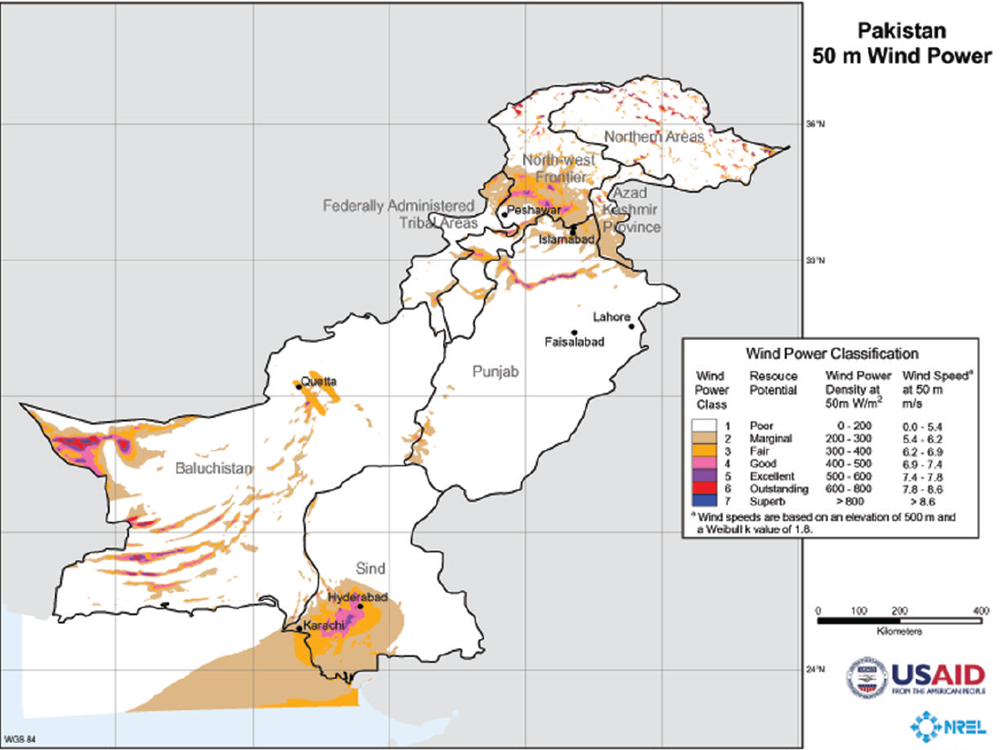 Pakistan
50 m Wind Power
36°N
Northern Areas
North-west
Frontier
Azad
Kashmir
Province
Federally Administered
Tribal Areas
Peshawar
Islamabad
39°N
Lahore
Faisalabad
Punjab
Quetta
Baluchistan
Sind
Hyderabad
Karachi
24°N
WGS 84
Wind Power Classification
Wind Power Class Resouce Potential Wind Power Density at 50m W/m² Wind Speedᵃ at 50 m m/s
1 Poor 0 - 200 0.0 - 5.4
2 Marginal 200 - 300 5.4 - 6.2
3 Fair 300 - 400 6.2 - 6.9
4 Good 400 - 500 6.9 - 7.4
5 Excellent 500 - 600 7.4 - 7.8
6 Outstanding 600 - 800 7.8 - 8.6
7 Superb > 800 > 8.6
ᵃ Wind speeds are based on an elevation of 500 m and
a Weibull k value of 1.8.
0 100 200 400
Kilometers
USAID
FROM THE AMERICAN PEOPLE
NREL